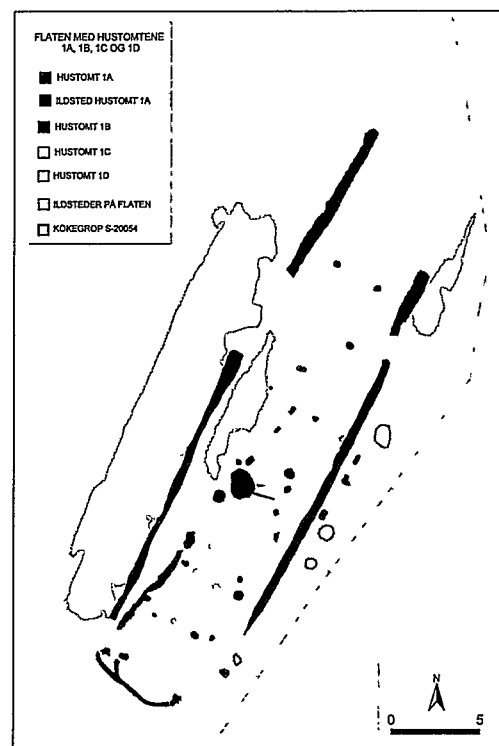 FLATEN MED HUSTOMTENE
1A, 1B, 1C OG 1D
HUSTOMT 1A
ILDSTED HUSTOMT 1A
HUSTOMT 1B
HUSTOMT 1C
HUSTOMT 1D
ILDSTEDER PÅ FLATEN
KOKEGROP S-20054
N
0 5